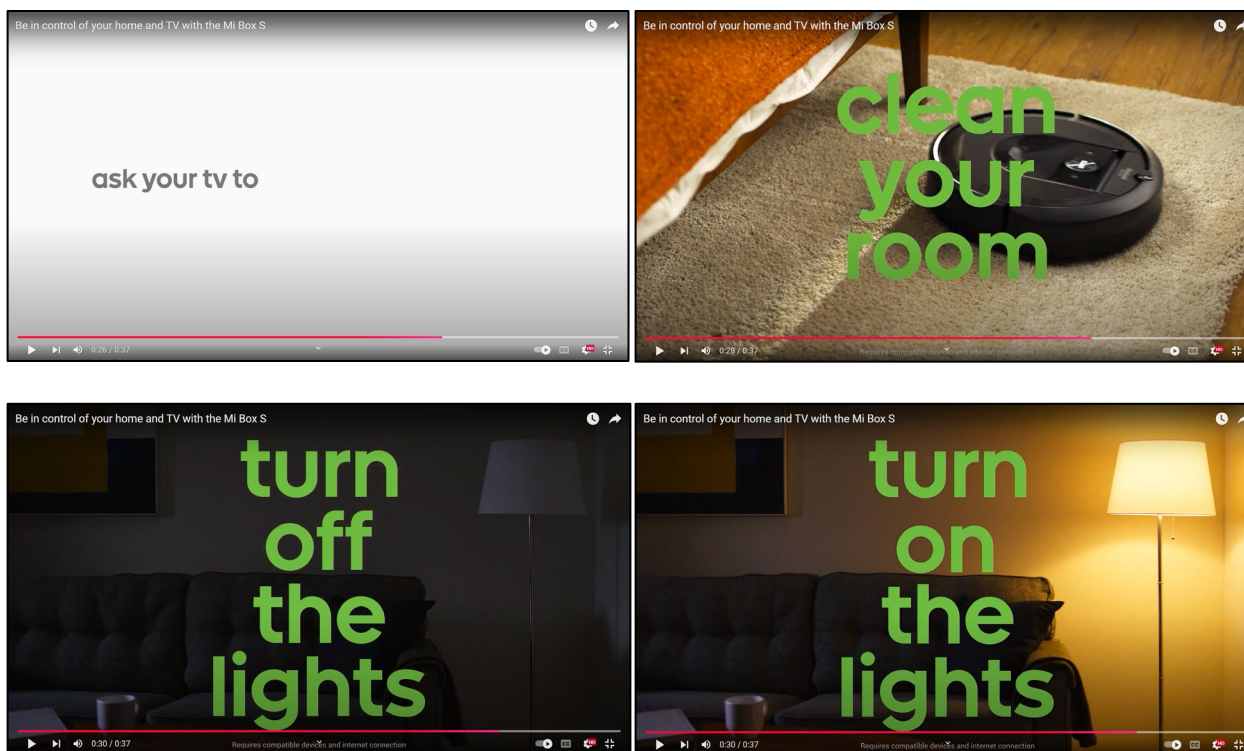 Be in control of your home and TV with the Mi Box S
ask your tv to
0:26 / 0:37
HD
Be in control of your home and TV with the Mi Box S
clean
your
room
0:28 / 0:37
Requires compatible devices and internet connection
HD
Be in control of your home and TV with the Mi Box S
turn
off
the
lights
0:30 / 0:37
Requires compatible devices and internet connection
HD
Be in control of your home and TV with the Mi Box S
turn
on
the
lights
0:30 / 0:37
Requires compatible devices and internet connection
HD